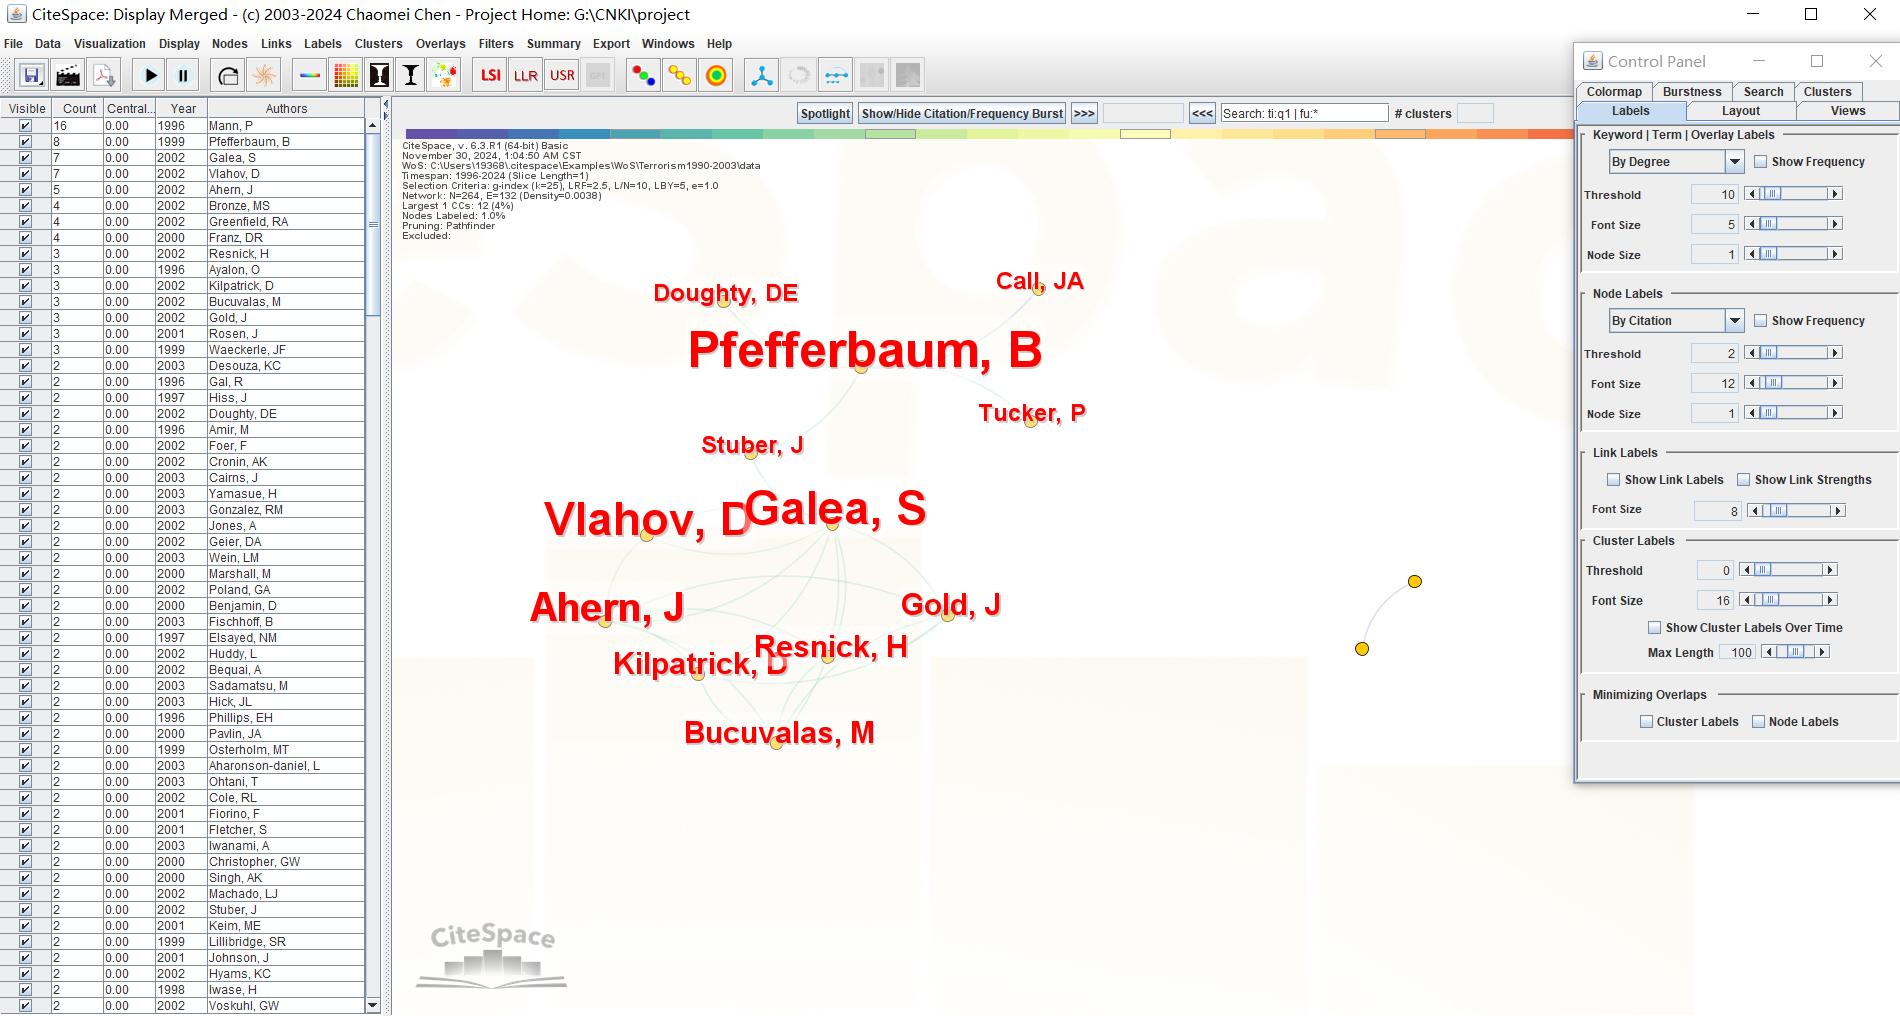 CiteSpace: Display Merged - (c) 2003-2024 Chaomei Chen - Project Home: G:\CNKI\project
File Data Visualization Display Nodes Links Labels Clusters Overlays Filters Summary Export Windows Help
LSI LLR USR GPT
Spotlight Show/Hide Citation/Frequency Burst >>> <<< Search: ti:q1 | fu:* # clusters
Visible Count Central... Year Authors
16 0.00 1996 Mann, P
8 0.00 1999 Pfefferbaum, B
7 0.00 2002 Galea, S
7 0.00 2002 Vlahov, D
5 0.00 2002 Ahern, J
4 0.00 2002 Bronze, MS
4 0.00 2002 Greenfield, RA
4 0.00 2000 Franz, DR
3 0.00 2002 Resnick, H
3 0.00 1996 Ayalon, O
3 0.00 2002 Kilpatrick, D
3 0.00 2002 Bucuvalas, M
3 0.00 2002 Gold, J
3 0.00 2001 Rosen, J
3 0.00 1999 Waeckerle, JF
2 0.00 2003 Desouza, KC
2 0.00 1996 Gal, R
2 0.00 1997 Hiss, J
2 0.00 2002 Doughty, DE
2 0.00 1996 Amir, M
2 0.00 2002 Foer, F
2 0.00 2002 Cronin, AK
2 0.00 2003 Cairns, J
2 0.00 2003 Yamasue, H
2 0.00 2003 Gonzalez, RM
2 0.00 2002 Jones, A
2 0.00 2002 Geier, DA
2 0.00 2003 Wein, LM
2 0.00 2000 Marshall, M
2 0.00 2002 Poland, GA
2 0.00 2000 Benjamin, D
2 0.00 2003 Fischhoff, B
2 0.00 1997 Elsayed, NM
2 0.00 2002 Huddy, L
2 0.00 2002 Bequai, A
2 0.00 2003 Sadamatsu, M
2 0.00 2003 Hick, JL
2 0.00 1996 Phillips, EH
2 0.00 2000 Pavlin, JA
2 0.00 1999 Osterholm, MT
2 0.00 2003 Aharonson-daniel, L
2 0.00 2003 Ohtani, T
2 0.00 2002 Cole, RL
2 0.00 2001 Fiorino, F
2 0.00 2001 Fletcher, S
2 0.00 2003 Iwanami, A
2 0.00 2000 Christopher, GW
2 0.00 2000 Singh, AK
2 0.00 2002 Machado, LJ
2 0.00 2002 Stuber, J
2 0.00 2001 Keim, ME
2 0.00 1999 Lillibridge, SR
2 0.00 2001 Johnson, J
2 0.00 2002 Hyams, KC
2 0.00 1998 Iwase, H
2 0.00 2002 Voskuhl, GW
CiteSpace, v. 6.3.R1 (64-bit) Basic
November 30, 2024, 1:04:50 AM CST
WoS: C:\Users\19368\.citespace\Examples\WoS\Terrorism1990-2003\data
Timespan: 1996-2024 (Slice Length=1)
Selection Criteria: g-index (k=25), LRF=2.5, L/N=10, LBY=5, e=1.0
Network: N=264, E=132 (Density=0.0038)
Largest 1 CCs: 12 (4%)
Nodes Labeled: 1.0%
Pruning: Pathfinder
Excluded:
Doughty, DE
Call, JA
Pfefferbaum, B
Tucker, P
Stuber, J
Vlahov, D
Galea, S
Ahern, J
Gold, J
Resnick, H
Kilpatrick, D
Bucuvalas, M
CiteSpace
Control Panel
Colormap Burstness Search Clusters
Labels Layout Views
Keyword | Term | Overlay Labels
By Degree Show Frequency
Threshold 10
Font Size 5
Node Size 1
Node Labels
By Citation Show Frequency
Threshold 2
Font Size 12
Node Size 1
Link Labels
Show Link Labels Show Link Strengths
Font Size 8
Cluster Labels
Threshold 0
Font Size 16
Show Cluster Labels Over Time
Max Length 100
Minimizing Overlaps
Cluster Labels Node Labels